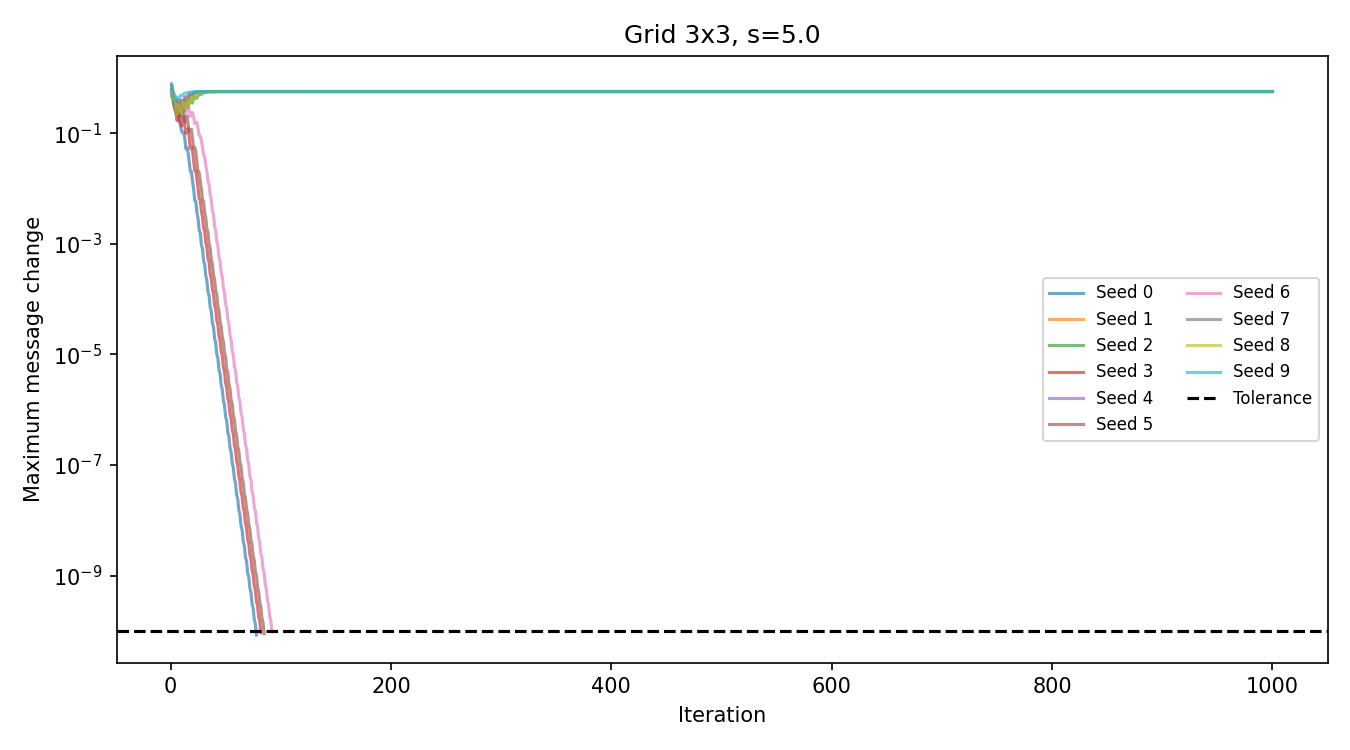 Grid 3x3, s=5.0
Maximum message change
10⁻¹
10⁻³
10⁻⁵
10⁻⁷
10⁻⁹
Seed 0
Seed 1
Seed 2
Seed 3
Seed 4
Seed 5
Seed 6
Seed 7
Seed 8
Seed 9
Tolerance
0 200 400 600 800 1000
Iteration